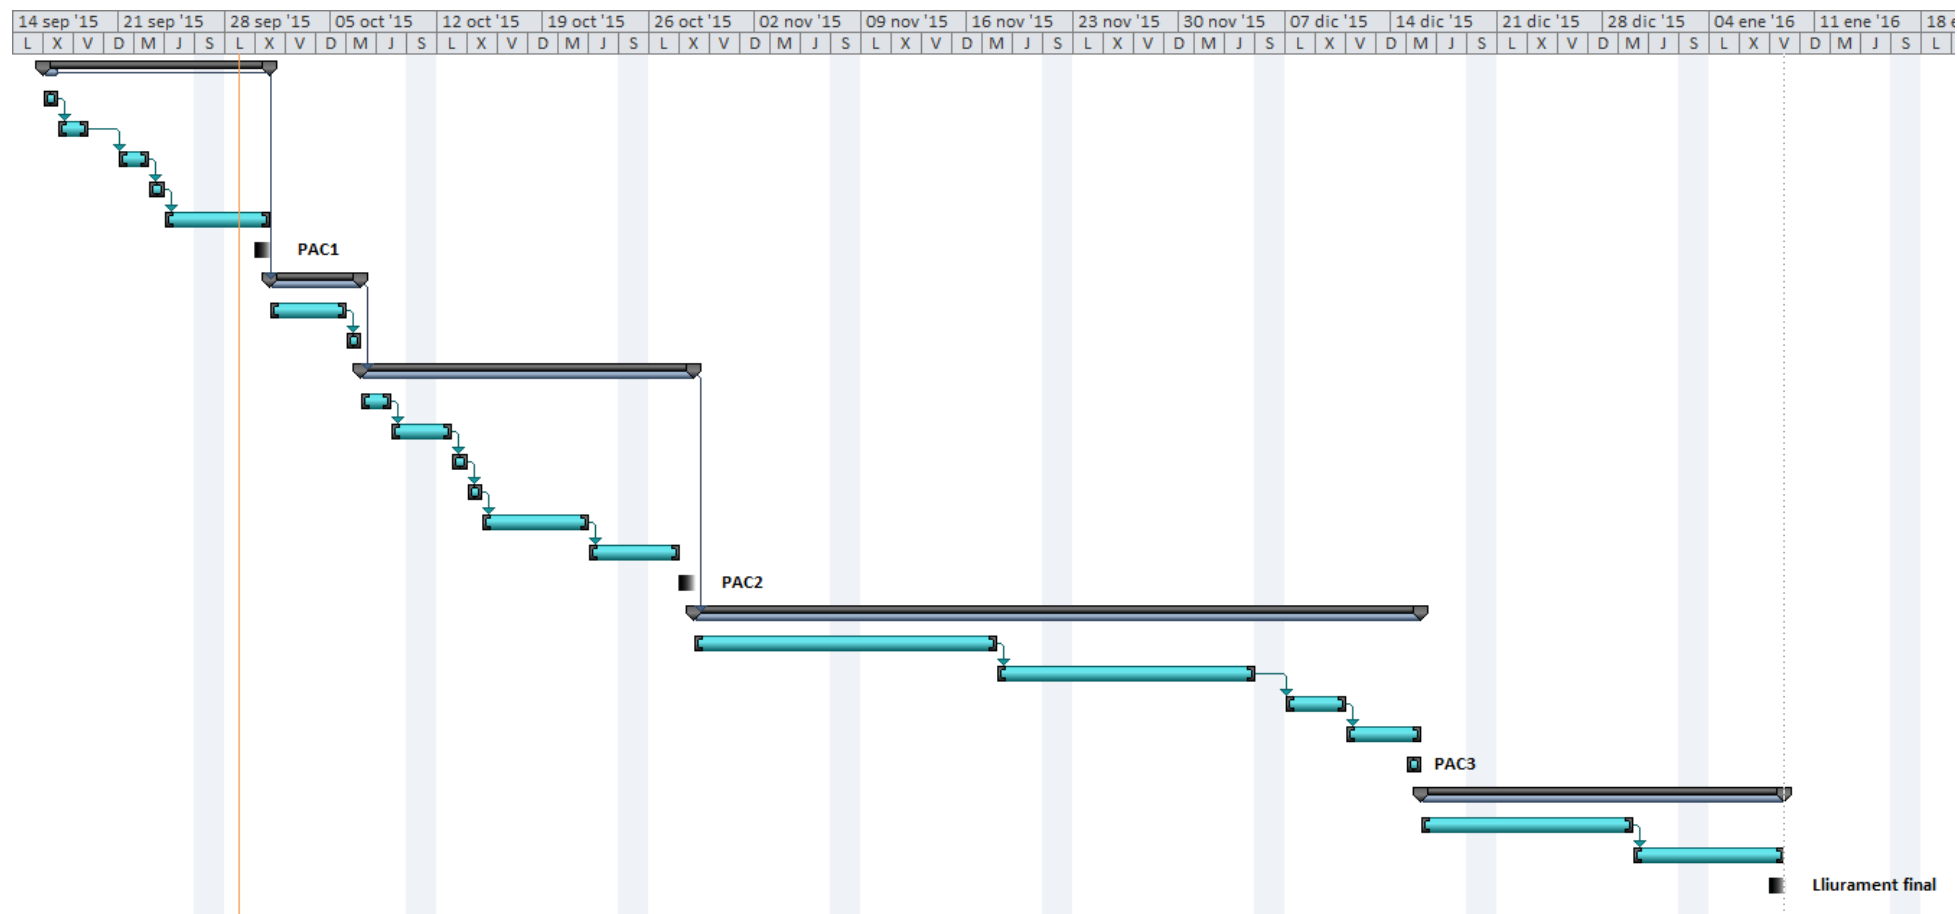 14 sep '15 21 sep '15 28 sep '15 05 oct '15 12 oct '15 19 oct '15 26 oct '15 02 nov '15 09 nov '15 16 nov '15 23 nov '15 30 nov '15 07 dic '15 14 dic '15 21 dic '15 28 dic '15 04 ene '16 11 ene '16 18 e
L X V D M J S L X V D M J S L X V D M J S L X V D M J S L X V D M J S L X V D M J S L X V D M J S L X V D M J S L X V D M J S L
PAC1
PAC2
PAC3
Lliurament final